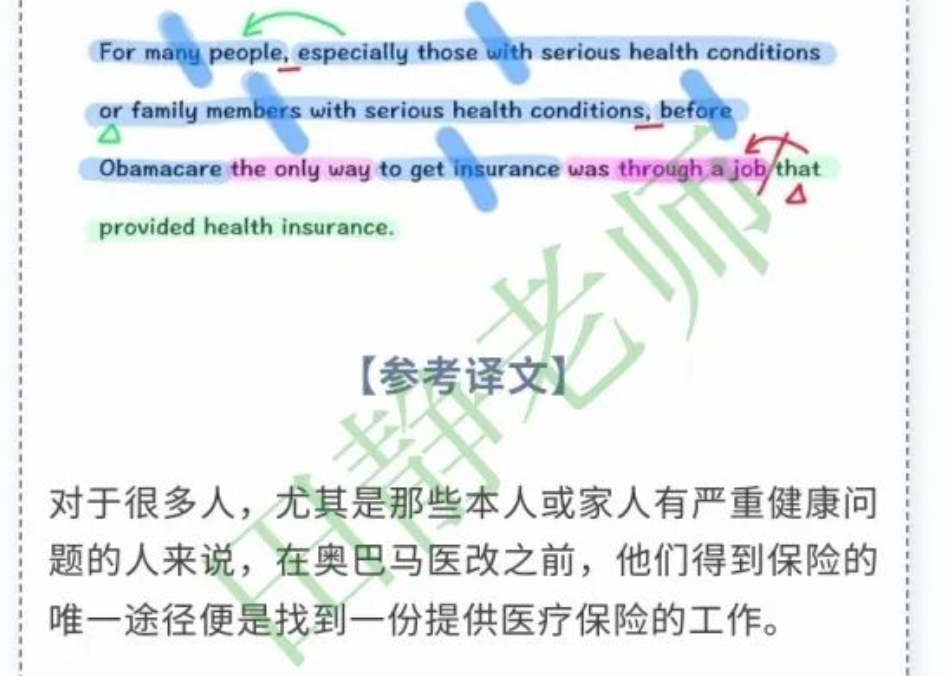 For many people, especially those with serious health conditions
or family members with serious health conditions, before
Obamacare the only way to get insurance was through a job that
provided health insurance.
【参考译文】
对于很多人，尤其是那些本人或家人有严重健康问
题的人来说，在奥巴马医改之前，他们得到保险的
唯一途径便是找到一份提供医疗保险的工作。
田静老师